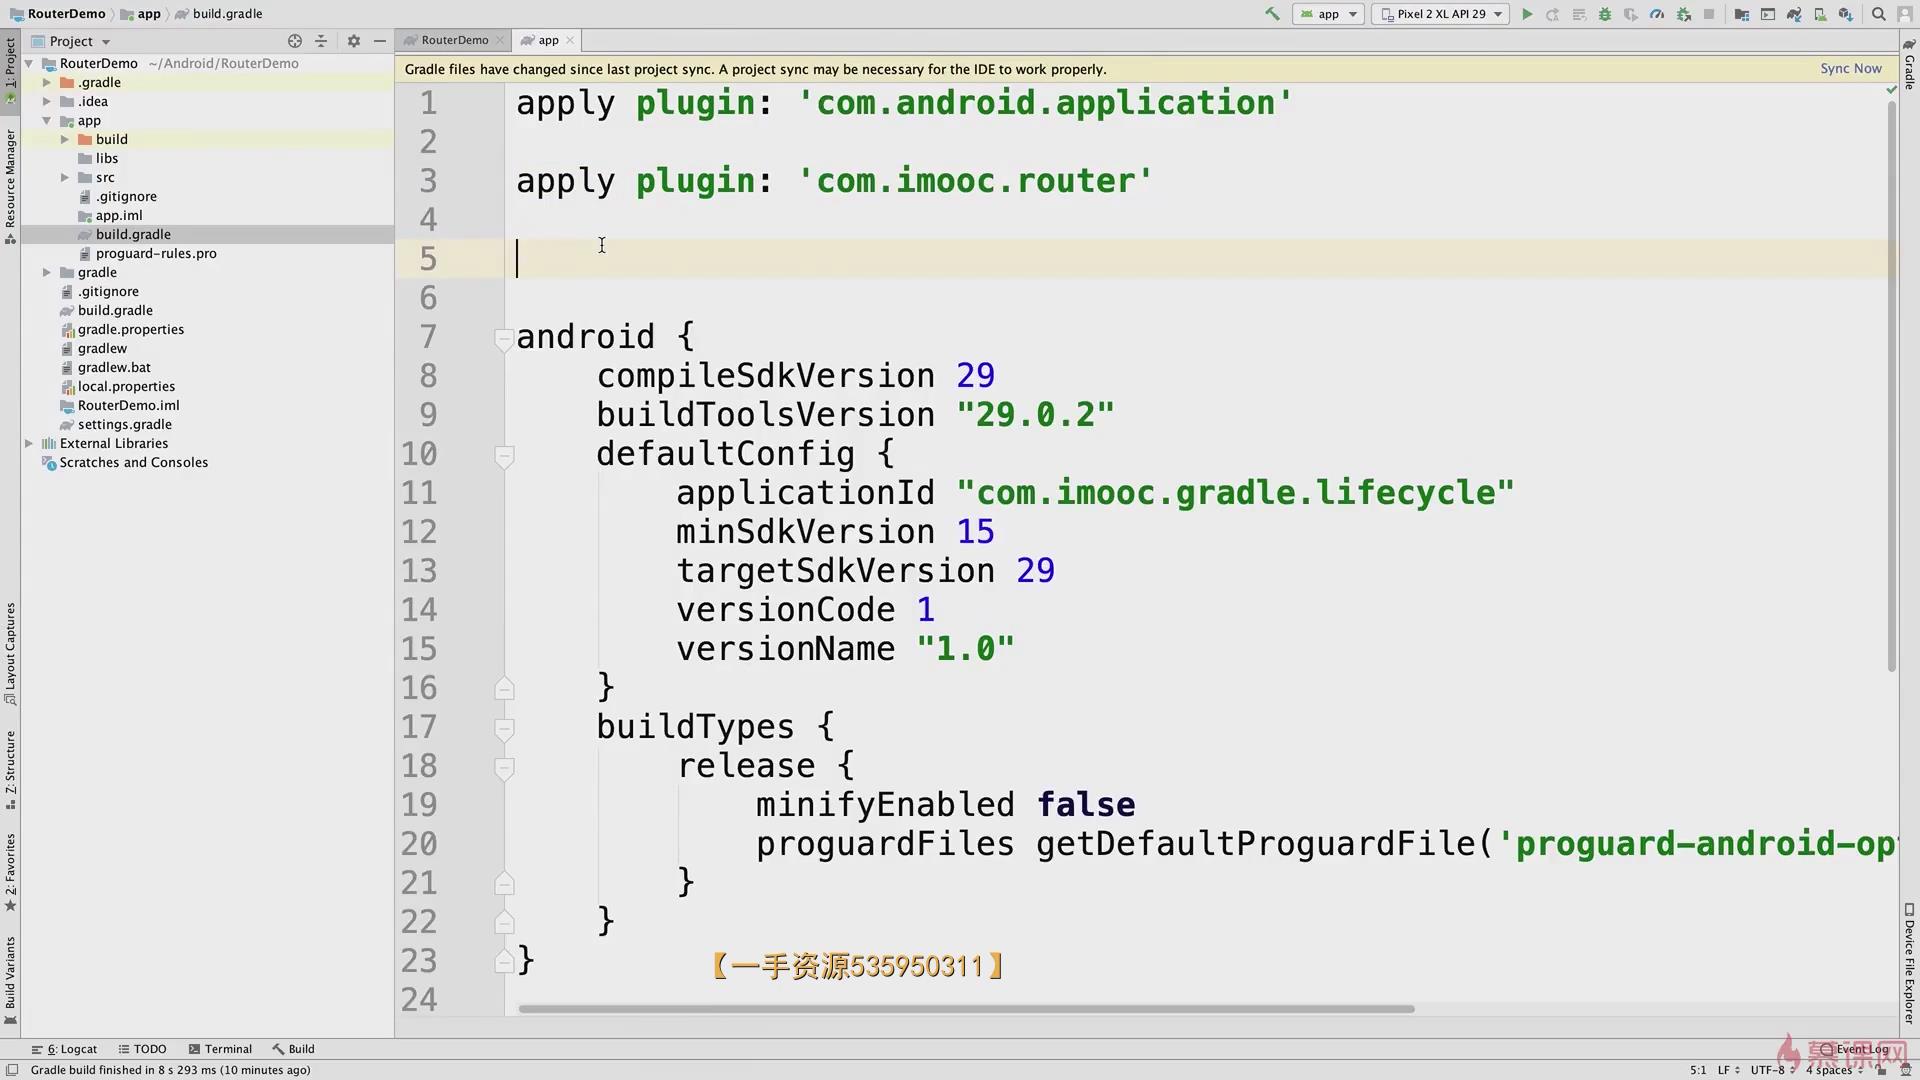 RouterDemo app build.gradle
app Pixel 2 XL API 29
Project
RouterDemo app
RouterDemo ~/Android/RouterDemo
.gradle
.idea
app
build
libs
src
.gitignore
app.iml
build.gradle
proguard-rules.pro
gradle
.gitignore
build.gradle
gradle.properties
gradlew
gradlew.bat
local.properties
RouterDemo.iml
settings.gradle
External Libraries
Scratches and Consoles
1: Project
Resource Manager
Layout Captures
7: Structure
2: Favorites
Build Variants
Gradle files have changed since last project sync. A project sync may be necessary for the IDE to work properly. Sync Now
1 apply plugin: 'com.android.application'
2
3 apply plugin: 'com.imooc.router'
4
5
6
7 android {
8 compileSdkVersion 29
9 buildToolsVersion "29.0.2"
10 defaultConfig {
11 applicationId "com.imooc.gradle.lifecycle"
12 minSdkVersion 15
13 targetSdkVersion 29
14 versionCode 1
15 versionName "1.0"
16 }
17 buildTypes {
18 release {
19 minifyEnabled false
20 proguardFiles getDefaultProguardFile('proguard-android-op
21 }
22 }
23 }
24
【一手资源535950311】
Gradle
Device File Explorer
6: Logcat TODO Terminal Build Event Log
慕课网
Gradle build finished in 8 s 293 ms (10 minutes ago) 5:1 LF UTF-8 4 spaces